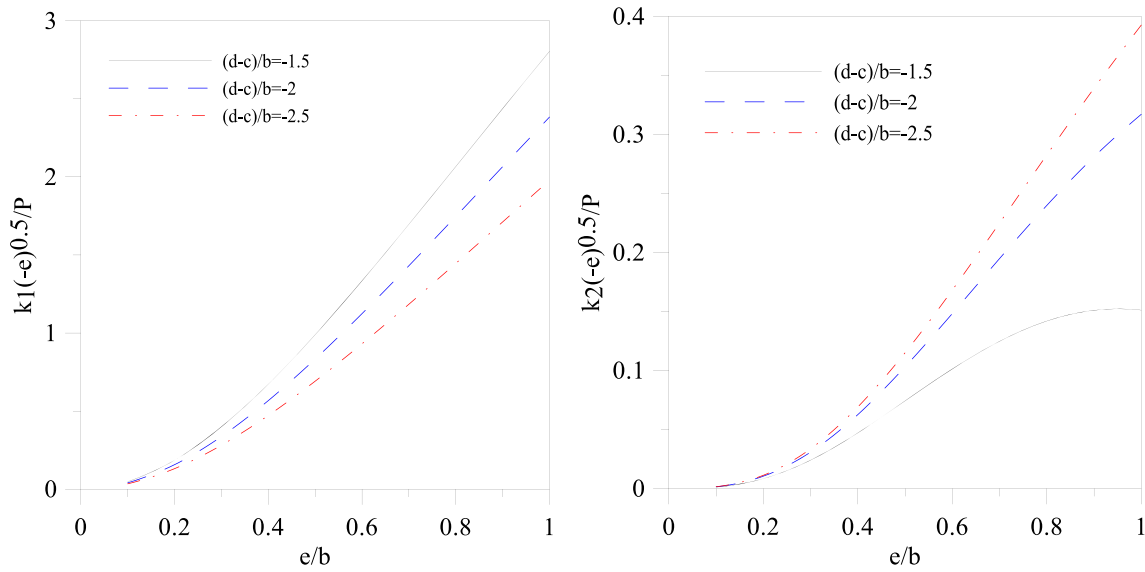 3
2
1
0
k1(-e)0.5/P
(d-c)/b=-1.5
(d-c)/b=-2
(d-c)/b=-2.5
0 0.2 0.4 0.6 0.8 1
e/b
0.4
0.3
0.2
0.1
0
k2(-e)0.5/P
(d-c)/b=-1.5
(d-c)/b=-2
(d-c)/b=-2.5
0 0.2 0.4 0.6 0.8 1
e/b